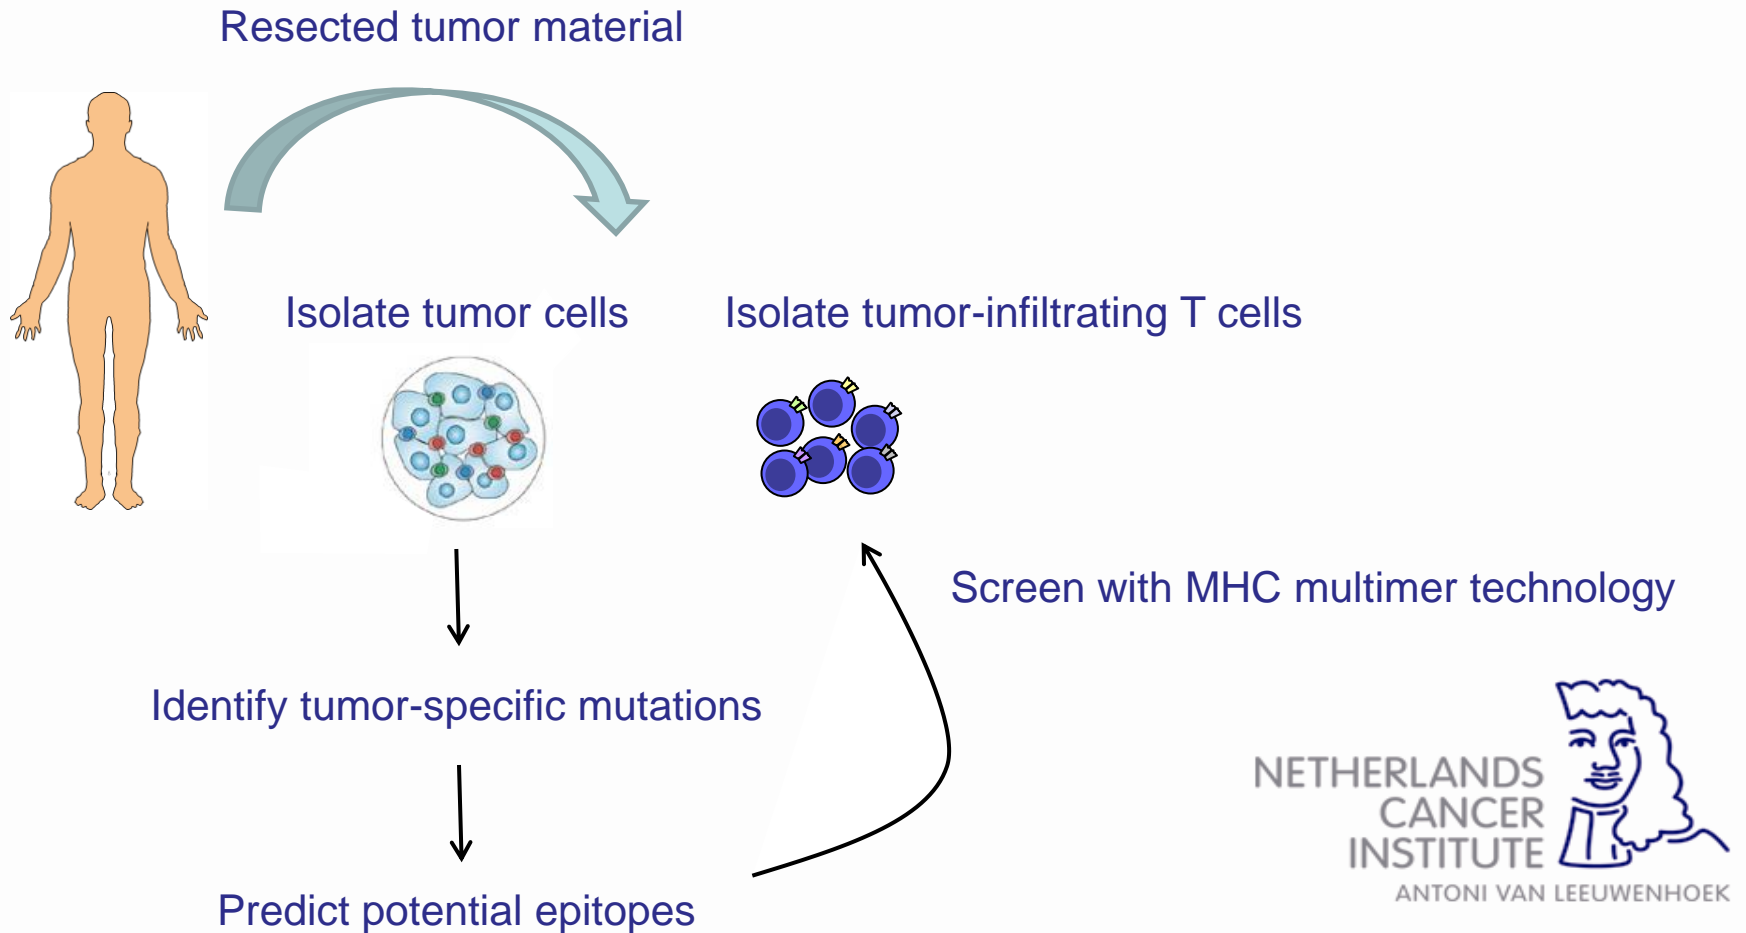 Resected tumor material
Isolate tumor cells
Isolate tumor-infiltrating T cells
Screen with MHC multimer technology
Identify tumor-specific mutations
Predict potential epitopes
NETHERLANDS
CANCER
INSTITUTE
ANTONI VAN LEEUWENHOEK